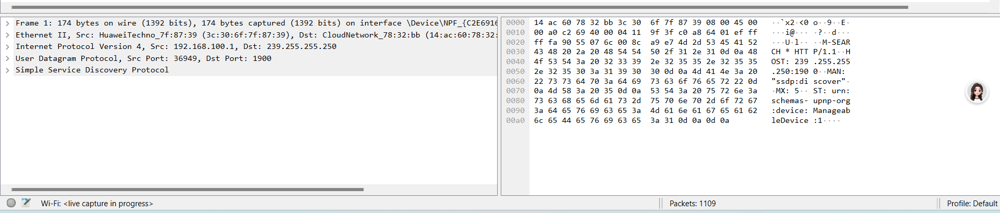 Frame 1: 174 bytes on wire (1392 bits), 174 bytes captured (1392 bits) on interface \Device\NPF_{C2E6916
Ethernet II, Src: HuaweiTechno_7f:87:39 (3c:30:6f:7f:87:39), Dst: CloudNetwork_78:32:bb (14:ac:60:78:32:
Internet Protocol Version 4, Src: 192.168.100.1, Dst: 239.255.255.250
User Datagram Protocol, Src Port: 36949, Dst Port: 1900
Simple Service Discovery Protocol
0000 14 ac 60 78 32 bb 3c 30 6f 7f 87 39 08 00 45 00 ··`x2·<0 o··9··E·
0010 00 a0 c2 69 40 00 04 11 9f 3f c0 a8 64 01 ef ff ···i@··· ·?··d···
0020 ff fa 90 55 07 6c 00 8c a9 e7 4d 2d 53 45 41 52 ···U·l·· ··M-SEAR
0030 43 48 20 2a 20 48 54 54 50 2f 31 2e 31 0d 0a 48 CH * HTT P/1.1··H
0040 4f 53 54 3a 20 32 33 39 2e 32 35 35 2e 32 35 35 OST: 239 .255.255
0050 2e 32 35 30 3a 31 39 30 30 0d 0a 4d 41 4e 3a 20 .250:190 0··MAN:
0060 22 73 73 64 70 3a 64 69 73 63 6f 76 65 72 22 0d "ssdp:di scover"·
0070 0a 4d 58 3a 20 35 0d 0a 53 54 3a 20 75 72 6e 3a ·MX: 5·· ST: urn:
0080 73 63 68 65 6d 61 73 2d 75 70 6e 70 2d 6f 72 67 schemas- upnp-org
0090 3a 64 65 76 69 63 65 3a 4d 61 6e 61 67 65 61 62 :device: Manageab
00a0 6c 65 44 65 76 69 63 65 3a 31 0d 0a 0d 0a leDevice :1····
Wi-Fi: <live capture in progress> Packets: 1109 Profile: Default